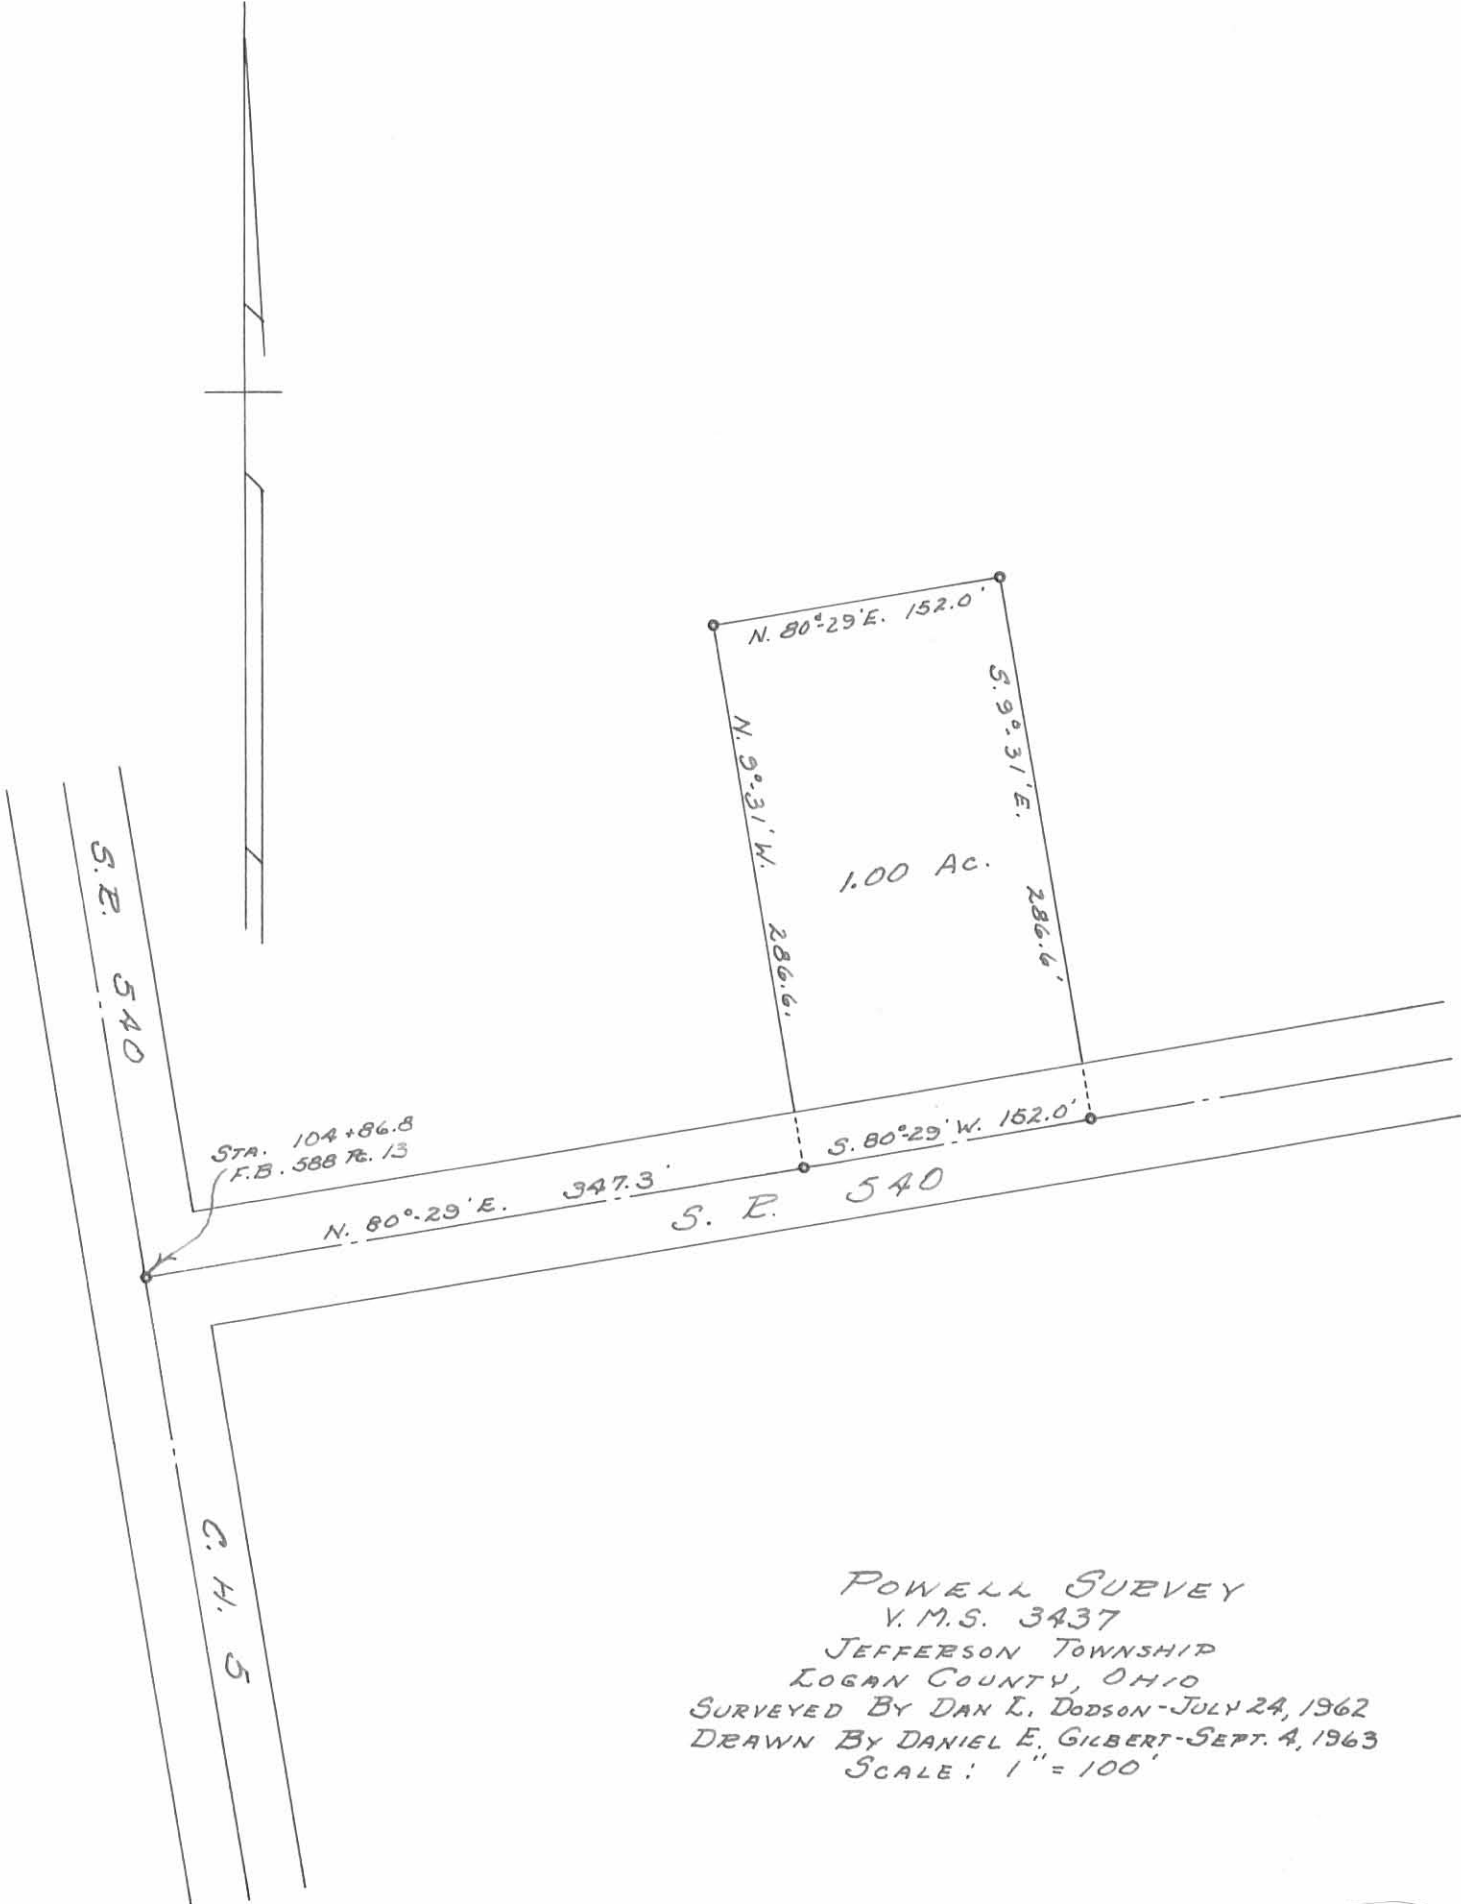 N. 80°-29' E. 152.0'
N. 9°-31' W. 286.6'
S. 9°-31' E. 286.6'
1.00 Ac.
S.R. 540
STA. 104+86.8
F.B. 588 PG. 13
N. 80°-29' E. 347.3'
S. 80°-29' W. 152.0'
S. R. 540
C. H. 5
POWELL SURVEY
V.M.S. 3437
JEFFERSON TOWNSHIP
LOGAN COUNTY, OHIO
SURVEYED BY DAN L. DODSON-JULY 24, 1962
DRAWN BY DANIEL E. GILBERT-SEPT. 4, 1963
SCALE: 1" = 100'